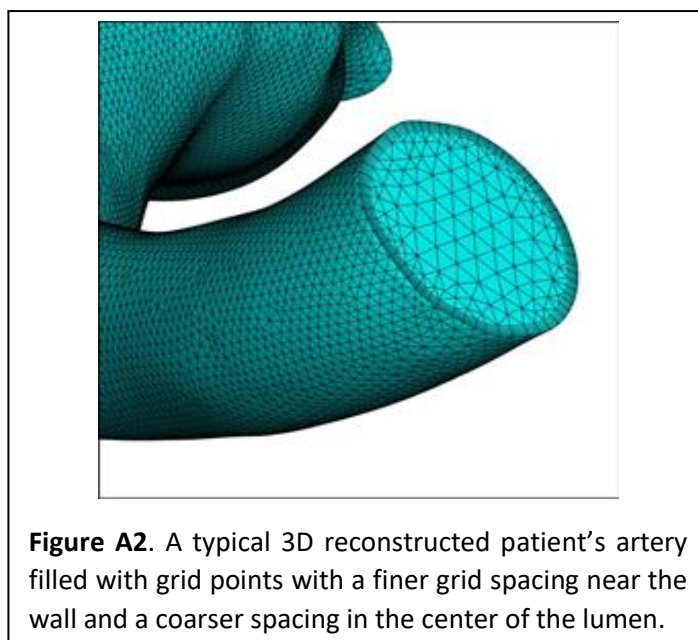 Figure A2. A typical 3D reconstructed patient’s artery
filled with grid points with a finer grid spacing near the
wall and a coarser spacing in the center of the lumen.